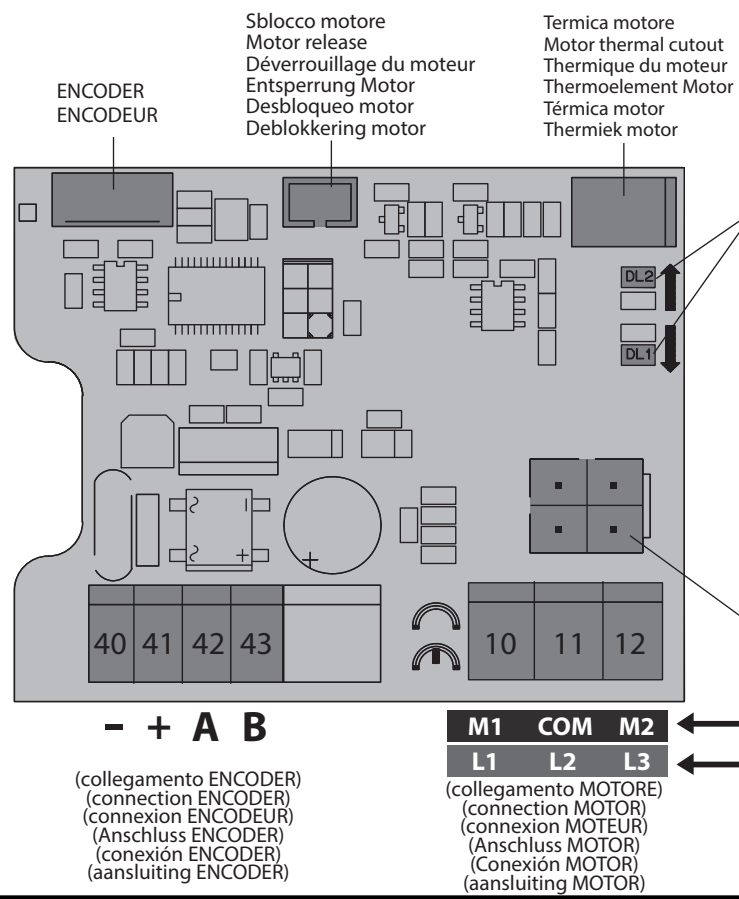 Sblocco motore
Motor release
Déverrouillage du moteur
Entsperrung Motor
Desbloqueo motor
Deblokkering motor
Termica motore
Motor thermal cutout
Thermique du moteur
Thermoelement Motor
Térmica motor
Thermiek motor
ENCODER
ENCODEUR
DL2
DL1
40 41 42 43
10 11 12
- + A B
M1 COM M2
L1 L2 L3
(collegamento ENCODER)
(connection ENCODER)
(connexion ENCODEUR)
(Anschluss ENCODER)
(conexión ENCODER)
(aansluiting ENCODER)
(collegamento MOTORE)
(connection MOTOR)
(connexion MOTEUR)
(Anschluss MOTOR)
(Conexión MOTOR)
(aansluiting MOTOR)